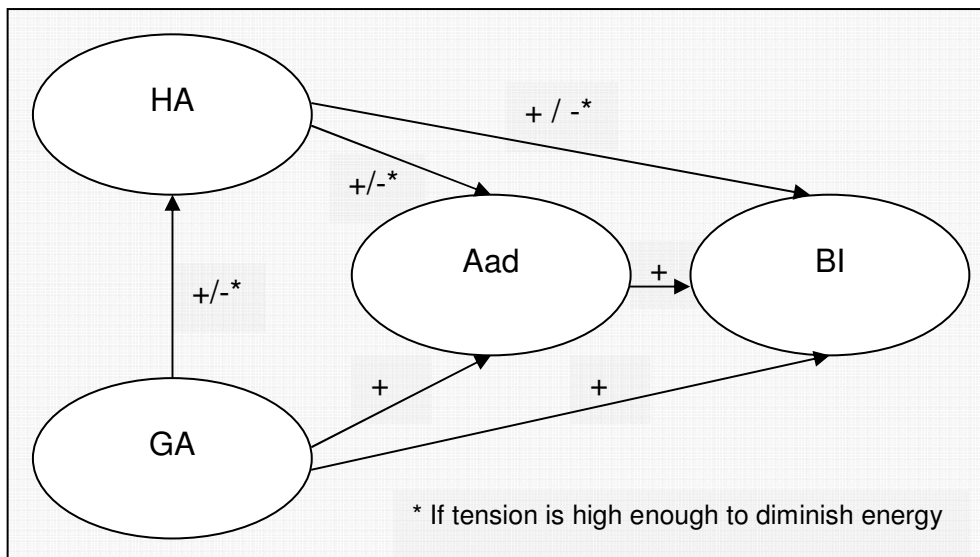 HA
+ / -*
+/-*
Aad
BI
+
+/-*
+
+
GA
* If tension is high enough to diminish energy